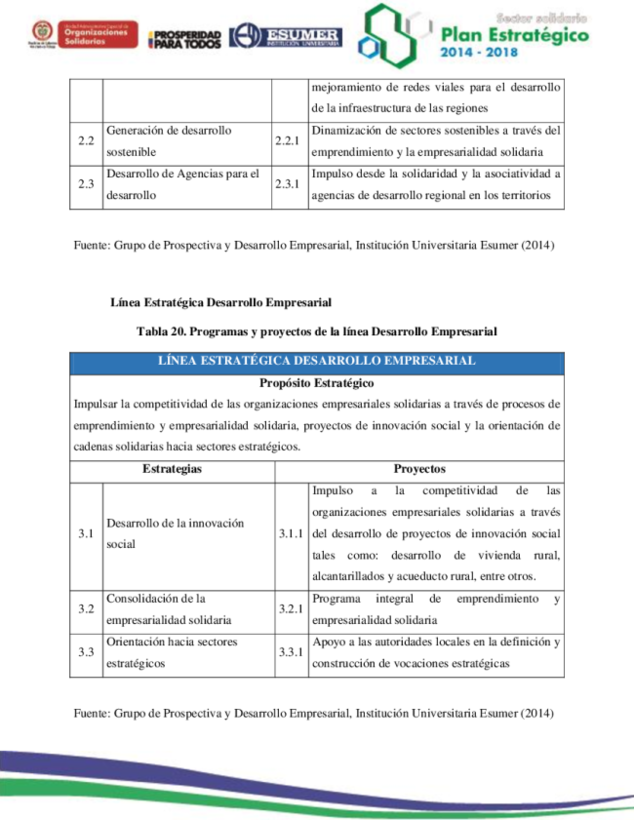 Unidad Administrativa Especial de
Organizaciones
Solidarias
PROSPERIDAD
PARA TODOS
ESUMER
INSTITUCIÓN UNIVERSITARIA
Sector solidario
Plan Estratégico
2014 - 2018
mejoramiento de redes viales para el desarrollo
de la infraestructura de las regiones
2.2 Generación de desarrollo
sostenible
2.2.1 Dinamización de sectores sostenibles a través del
emprendimiento y la empresarialidad solidaria
2.3 Desarrollo de Agencias para el
desarrollo
2.3.1 Impulso desde la solidaridad y la asociatividad a
agencias de desarrollo regional en los territorios
Fuente: Grupo de Prospectiva y Desarrollo Empresarial, Institución Universitaria Esumer (2014)
Línea Estratégica Desarrollo Empresarial
Tabla 20. Programas y proyectos de la línea Desarrollo Empresarial
LÍNEA ESTRATÉGICA DESARROLLO EMPRESARIAL
Propósito Estratégico
Impulsar la competitividad de las organizaciones empresariales solidarias a través de procesos de
emprendimiento y empresarialidad solidaria, proyectos de innovación social y la orientación de
cadenas solidarias hacia sectores estratégicos.
Estrategias Proyectos
3.1 Desarrollo de la innovación
social
3.1.1 Impulso a la competitividad de las
organizaciones empresariales solidarias a través
del desarrollo de proyectos de innovación social
tales como: desarrollo de vivienda rural,
alcantarillados y acueducto rural, entre otros.
3.2 Consolidación de la
empresarialidad solidaria
3.2.1 Programa integral de emprendimiento y
empresarialidad solidaria
3.3 Orientación hacia sectores
estratégicos
3.3.1 Apoyo a las autoridades locales en la definición y
construcción de vocaciones estratégicas
Fuente: Grupo de Prospectiva y Desarrollo Empresarial, Institución Universitaria Esumer (2014)